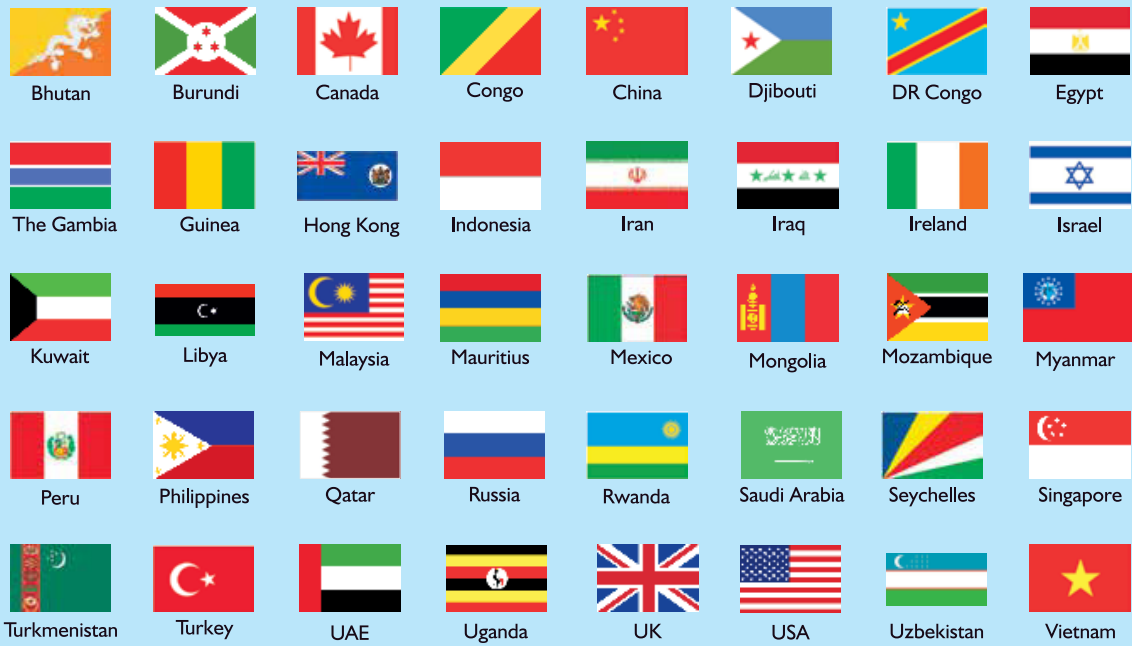 Bhutan Burundi Canada Congo China Djibouti DR Congo Egypt
The Gambia Guinea Hong Kong Indonesia Iran Iraq Ireland Israel
Kuwait Libya Malaysia Mauritius Mexico Mongolia Mozambique Myanmar
Peru Philippines Qatar Russia Rwanda Saudi Arabia Seychelles Singapore
Turkmenistan Turkey UAE Uganda UK USA Uzbekistan Vietnam